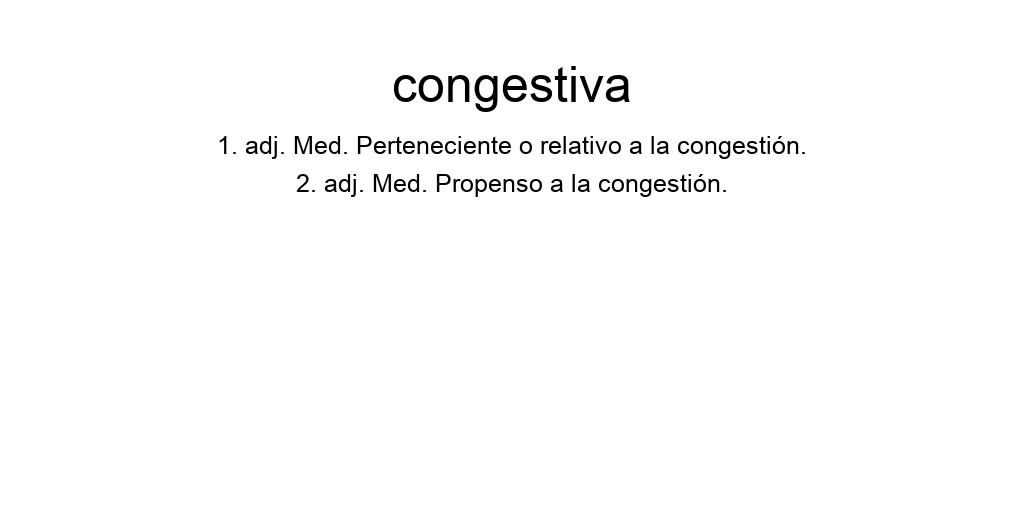 congestiva
1. adj. Med. Perteneciente o relativo a la congestión.
2. adj. Med. Propenso a la congestión.